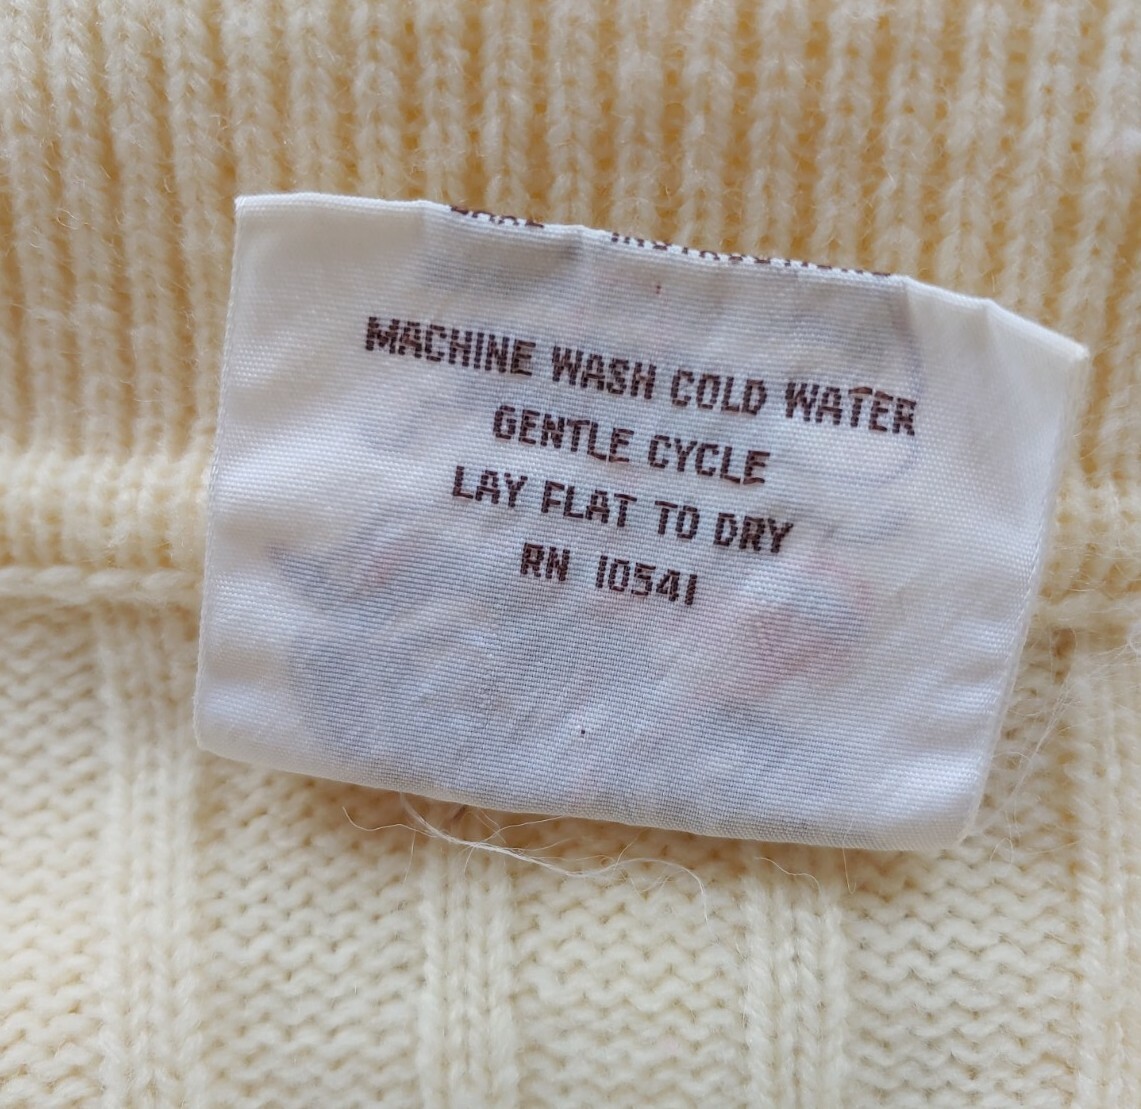 MACHINE WASH COLD WATER
GENTLE CYCLE
LAY FLAT TO DRY
RN 10541